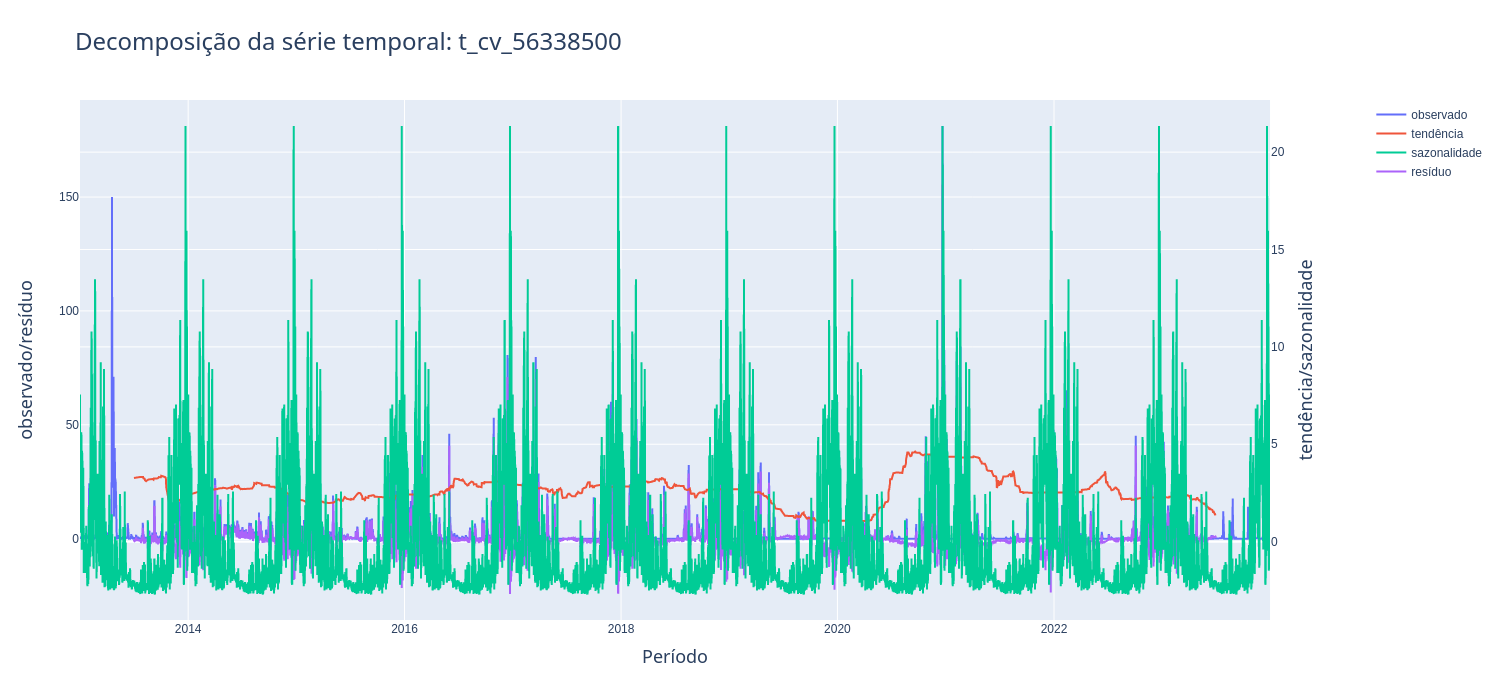 Decomposição da série temporal: t_cv_56338500
observado
tendência
sazonalidade
resíduo
observado/resíduo
150
100
50
0
20
15
10
5
0
tendência/sazonalidade
2014
2016
2018
2020
2022
Período